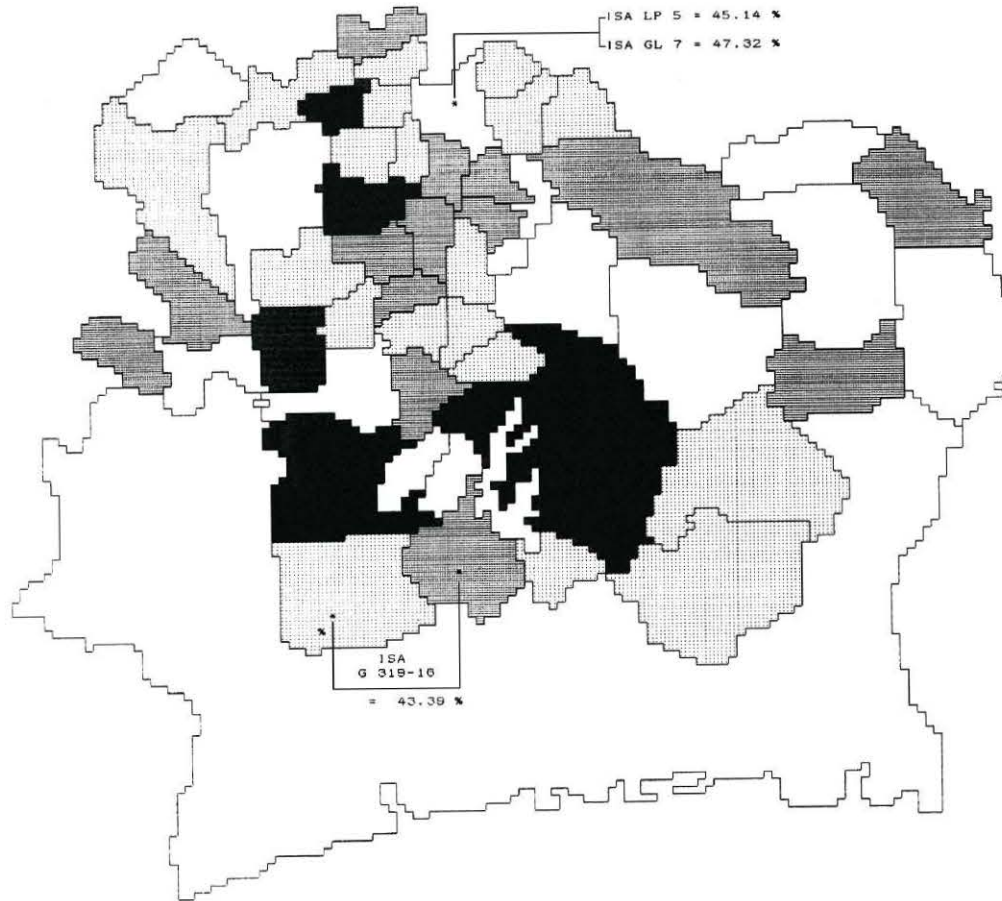 ISA LP 5 = 45.14 %
ISA GL 7 = 47.32 %
%
ISA
G 319-16
= 43.39 %